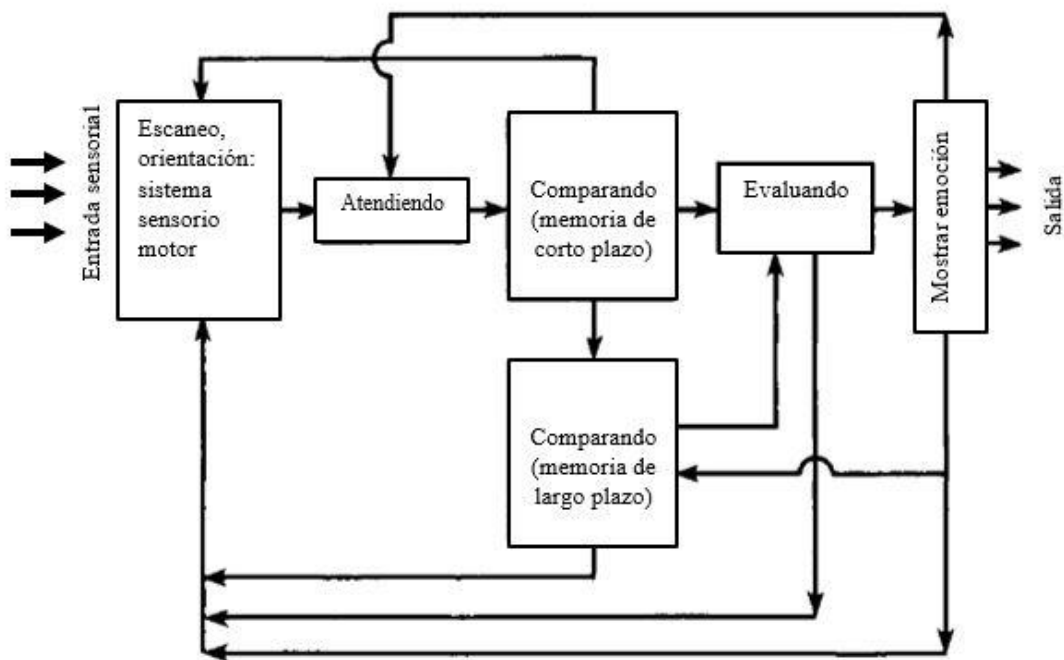 Entrada sensorial
Escaneo,
orientación:
sistema
sensorio
motor
Atendiendo
Comparando
(memoria de
corto plazo)
Evaluando
Mostrar emoción
Salida
Comparando
(memoria de
largo plazo)